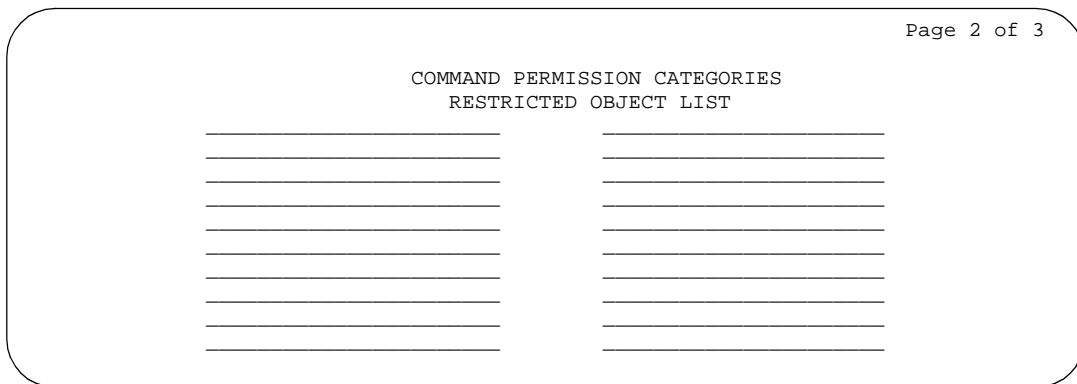 Page 2 of 3
COMMAND PERMISSION CATEGORIES
RESTRICTED OBJECT LIST